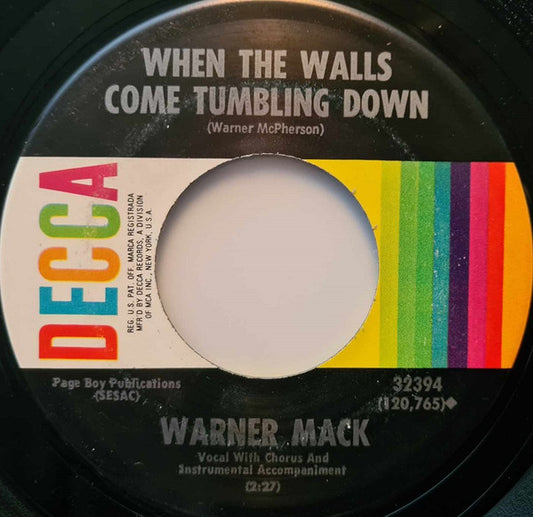 WHEN THE WALLS
COME TUMBLING DOWN
(Warner McPherson)
DECCA
REG. U.S. PAT. OFF. MARCA REGISTRADA
MFR'D BY DECCA RECORDS, A DIVISION
OF MCA INC., NEW YORK, U.S.A.
Page Boy Publications
(SESAC)
32394
(120,765)◆
WARNER MACK
Vocal With Chorus And
Instrumental Accompaniment
(2:27)